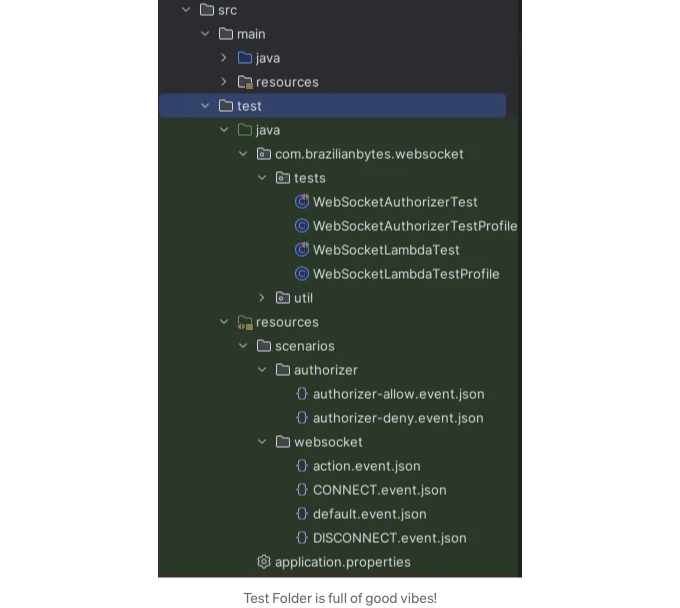 src
main
java
resources
test
java
com.brazilianbytes.websocket
tests
WebSocketAuthorizerTest
WebSocketAuthorizerTestProfile
WebSocketLambdaTest
WebSocketLambdaTestProfile
util
resources
scenarios
authorizer
authorizer-allow.event.json
authorizer-deny.event.json
websocket
action.event.json
CONNECT.event.json
default.event.json
DISCONNECT.event.json
application.properties
Test Folder is full of good vibes!